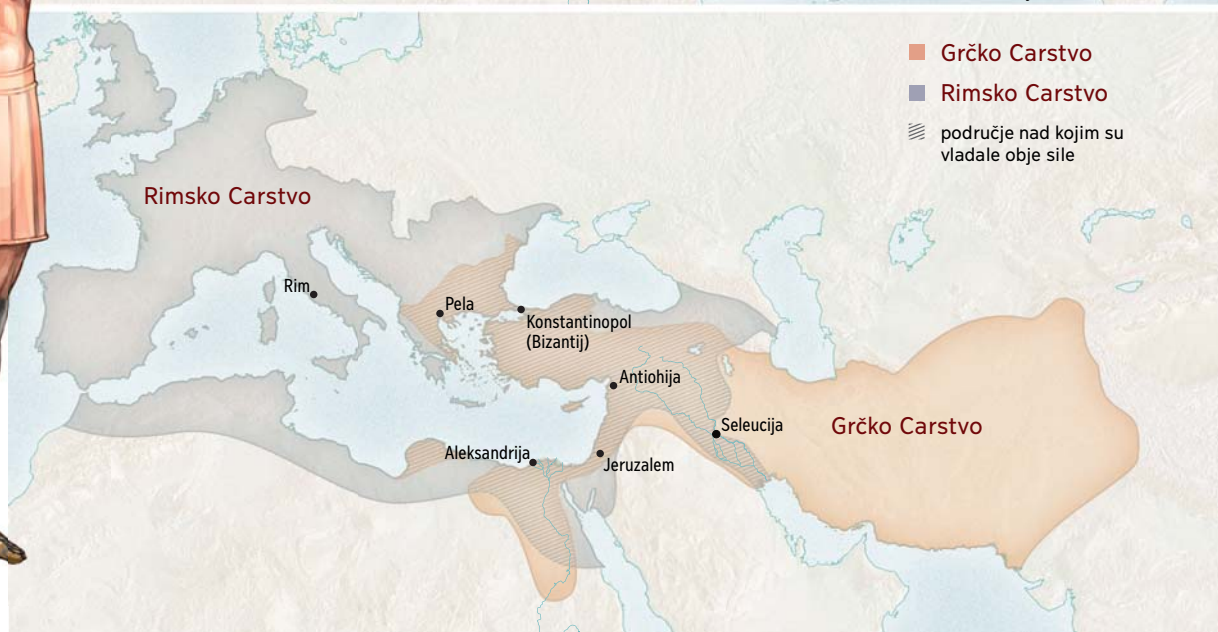 Grčko Carstvo
Rimsko Carstvo
područje nad kojim su
vladale obje sile
Rimsko Carstvo
Rim
Pela
Konstantinopol
(Bizantij)
Antiohija
Seleucija
Grčko Carstvo
Aleksandrija
Jeruzalem